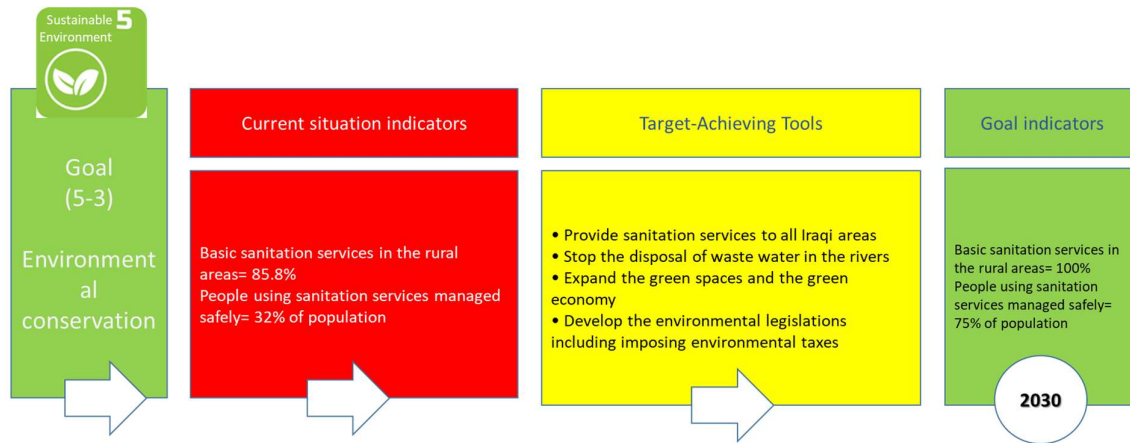 Sustainable 5
Environment
Goal
(5-3)
Environment
al
conservation
Current situation indicators
Basic sanitation services in the rural
areas= 85.8%
People using sanitation services managed
safely= 32% of population
Target-Achieving Tools
• Provide sanitation services to all Iraqi areas
• Stop the disposal of waste water in the rivers
• Expand the green spaces and the green
economy
• Develop the environmental legislations
including imposing environmental taxes
Goal indicators
Basic sanitation services in
the rural areas= 100%
People using sanitation
services managed safely=
75% of population
2030